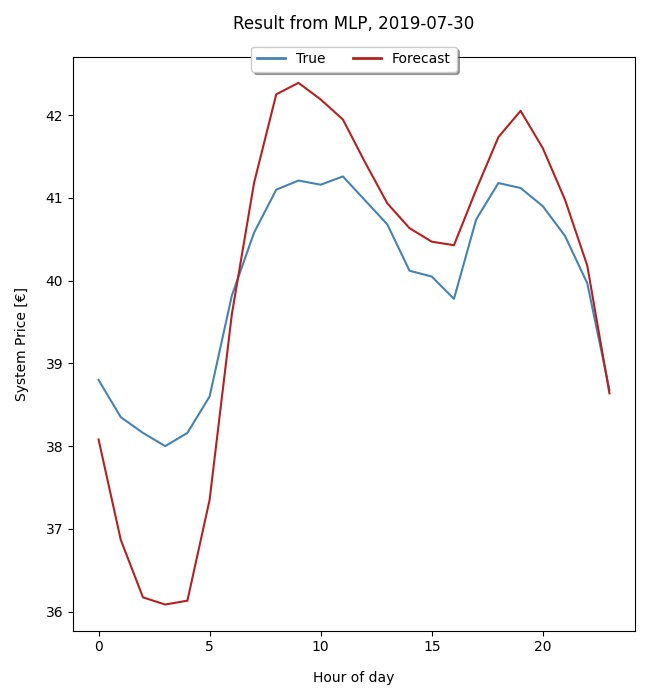 Result from MLP, 2019-07-30
True Forecast
System Price [€]
42
41
40
39
38
37
36
0 5 10 15 20
Hour of day